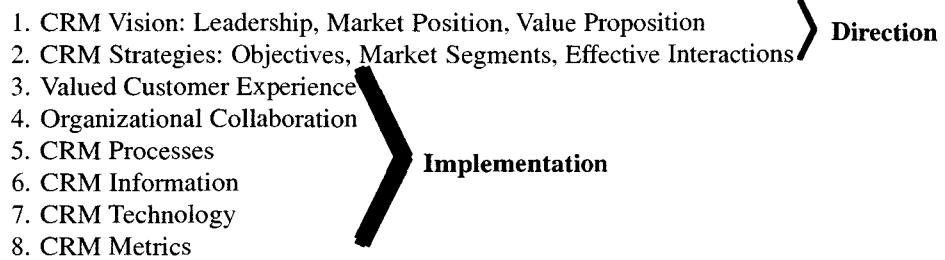 1. CRM Vision: Leadership, Market Position, Value Proposition
Direction
2. CRM Strategies: Objectives, Market Segments, Effective Interactions
3. Valued Customer Experience
4. Organizational Collaboration
5. CRM Processes
Implementation
6. CRM Information
7. CRM Technology
8. CRM Metrics